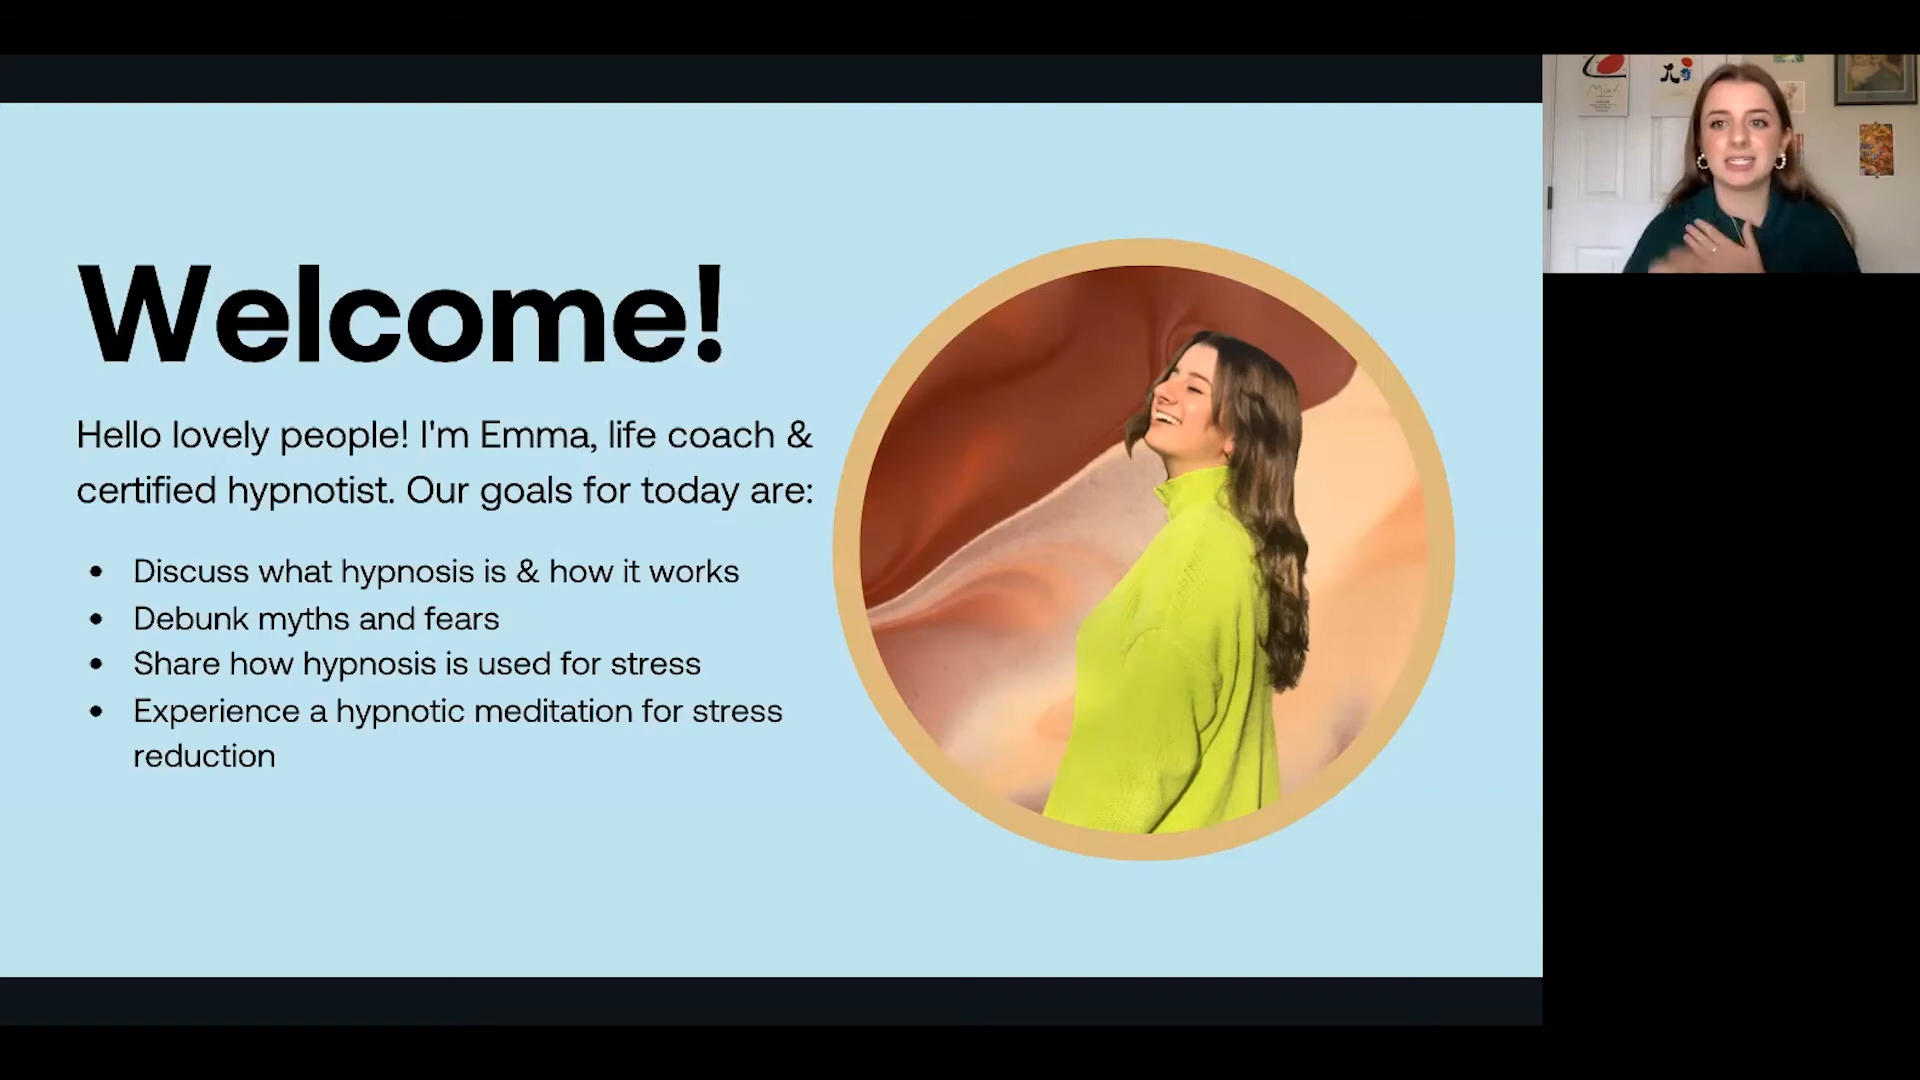 Welcome!
Hello lovely people! I'm Emma, life coach &
certified hypnotist. Our goals for today are:
• Discuss what hypnosis is & how it works
• Debunk myths and fears
• Share how hypnosis is used for stress
• Experience a hypnotic meditation for stress
reduction